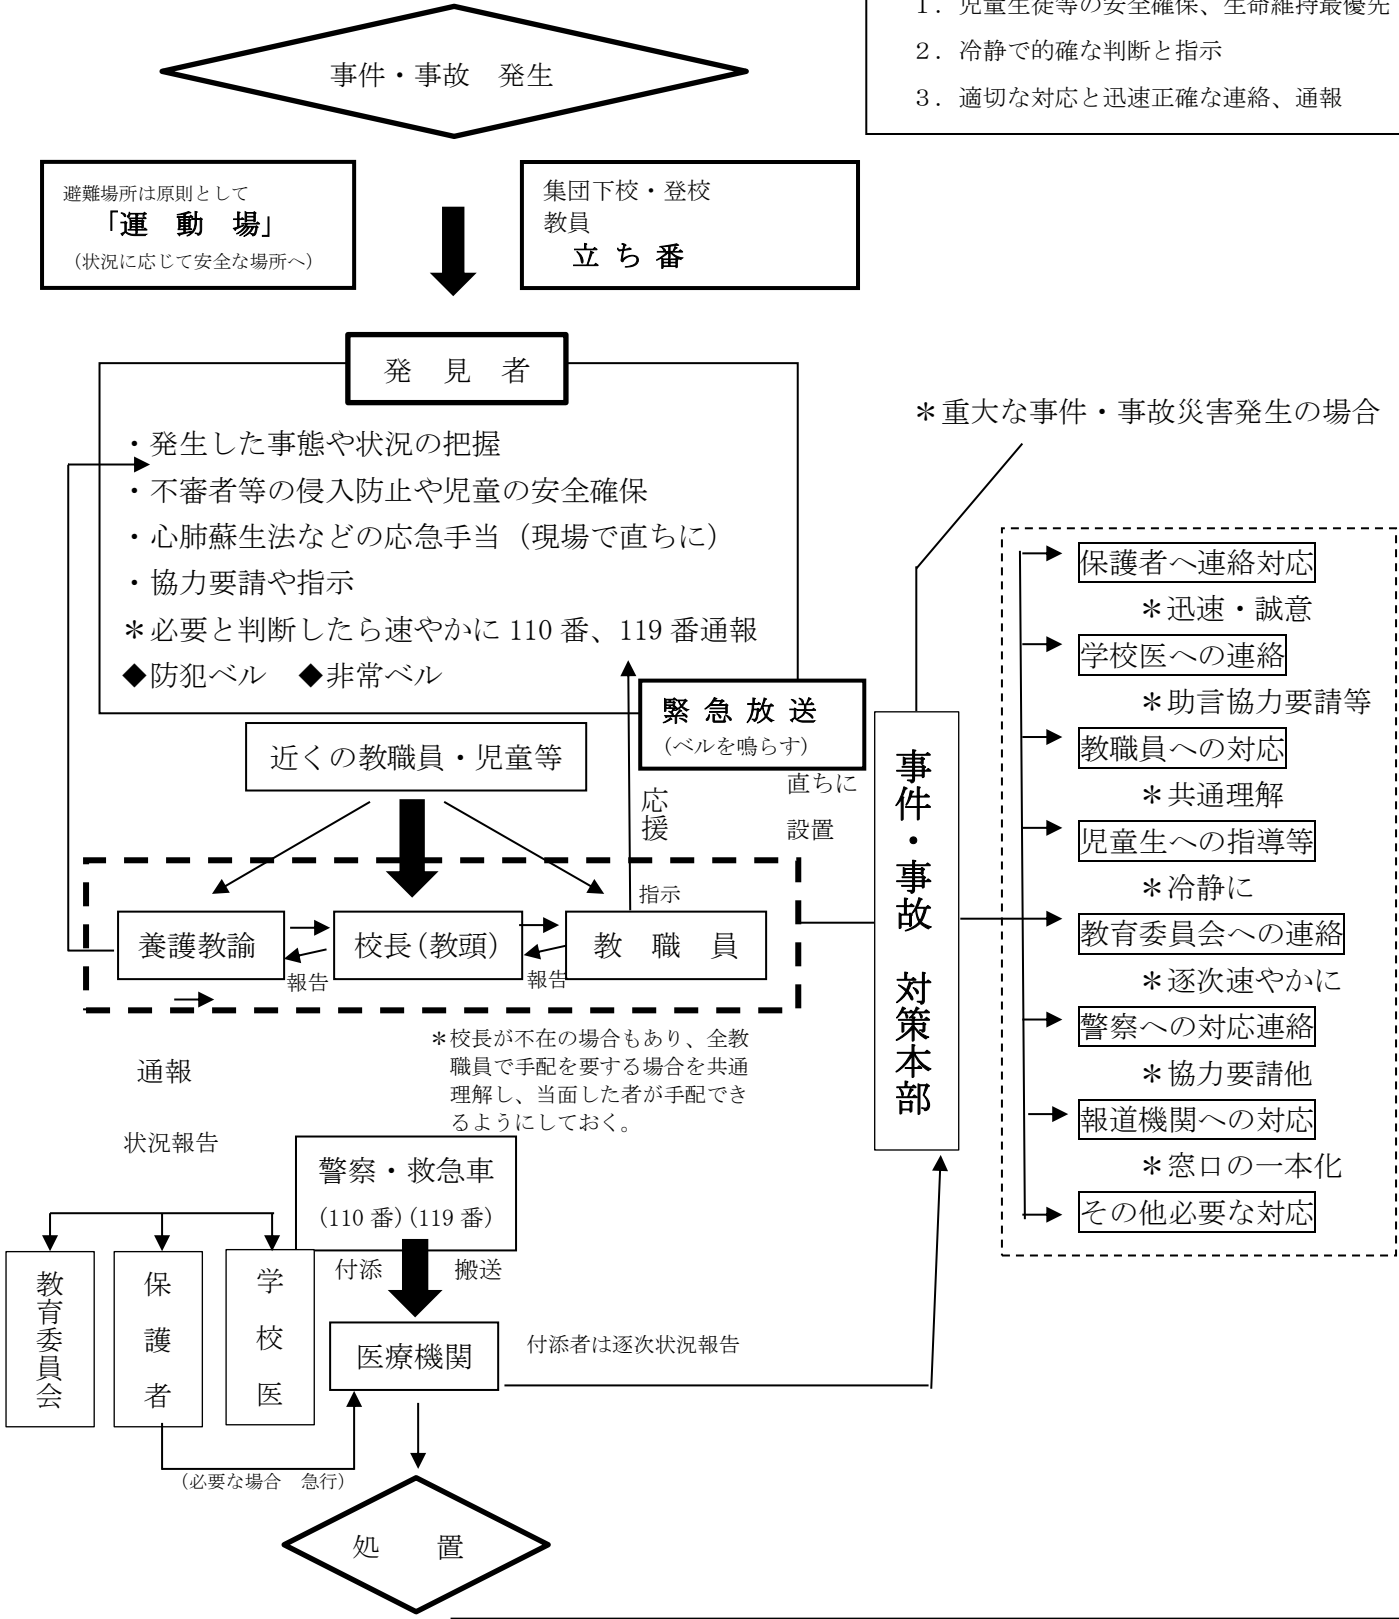 1．児童生徒等の安全確保、生命維持最優先
2．冷静で的確な判断と指示
3．適切な対応と迅速正確な連絡、通報
事件・事故　発生
避難場所は原則として
「運　動　場」
（状況に応じて安全な場所へ）
集団下校・登校
教員
立 ち 番
発　見　者
・発生した事態や状況の把握
・不審者等の侵入防止や児童の安全確保
・心肺蘇生法などの応急手当（現場で直ちに）
・協力要請や指示
＊必要と判断したら速やかに 110 番、119 番通報
◆防犯ベル　◆非常ベル
緊 急 放 送
（ベルを鳴らす）
近くの教職員・児童等
応援
直ちに
設置
指示
養護教諭
校長(教頭)
教　職　員
報告
報告
＊校長が不在の場合もあり、全教
職員で手配を要する場合を共通
理解し、当面した者が手配でき
るようにしておく。
通報
状況報告
警察・救急車
(110 番)(119 番)
付添
搬送
教育委員会
保護者
学校医
医療機関
付添者は逐次状況報告
（必要な場合　急行）
処　　置
＊重大な事件・事故災害発生の場合
事件・事故　対策本部
保護者へ連絡対応
＊迅速・誠意
学校医への連絡
＊助言協力要請等
教職員への対応
＊共通理解
児童生への指導等
＊冷静に
教育委員会への連絡
＊逐次速やかに
警察への対応連絡
＊協力要請他
報道機関への対応
＊窓口の一本化
その他必要な対応